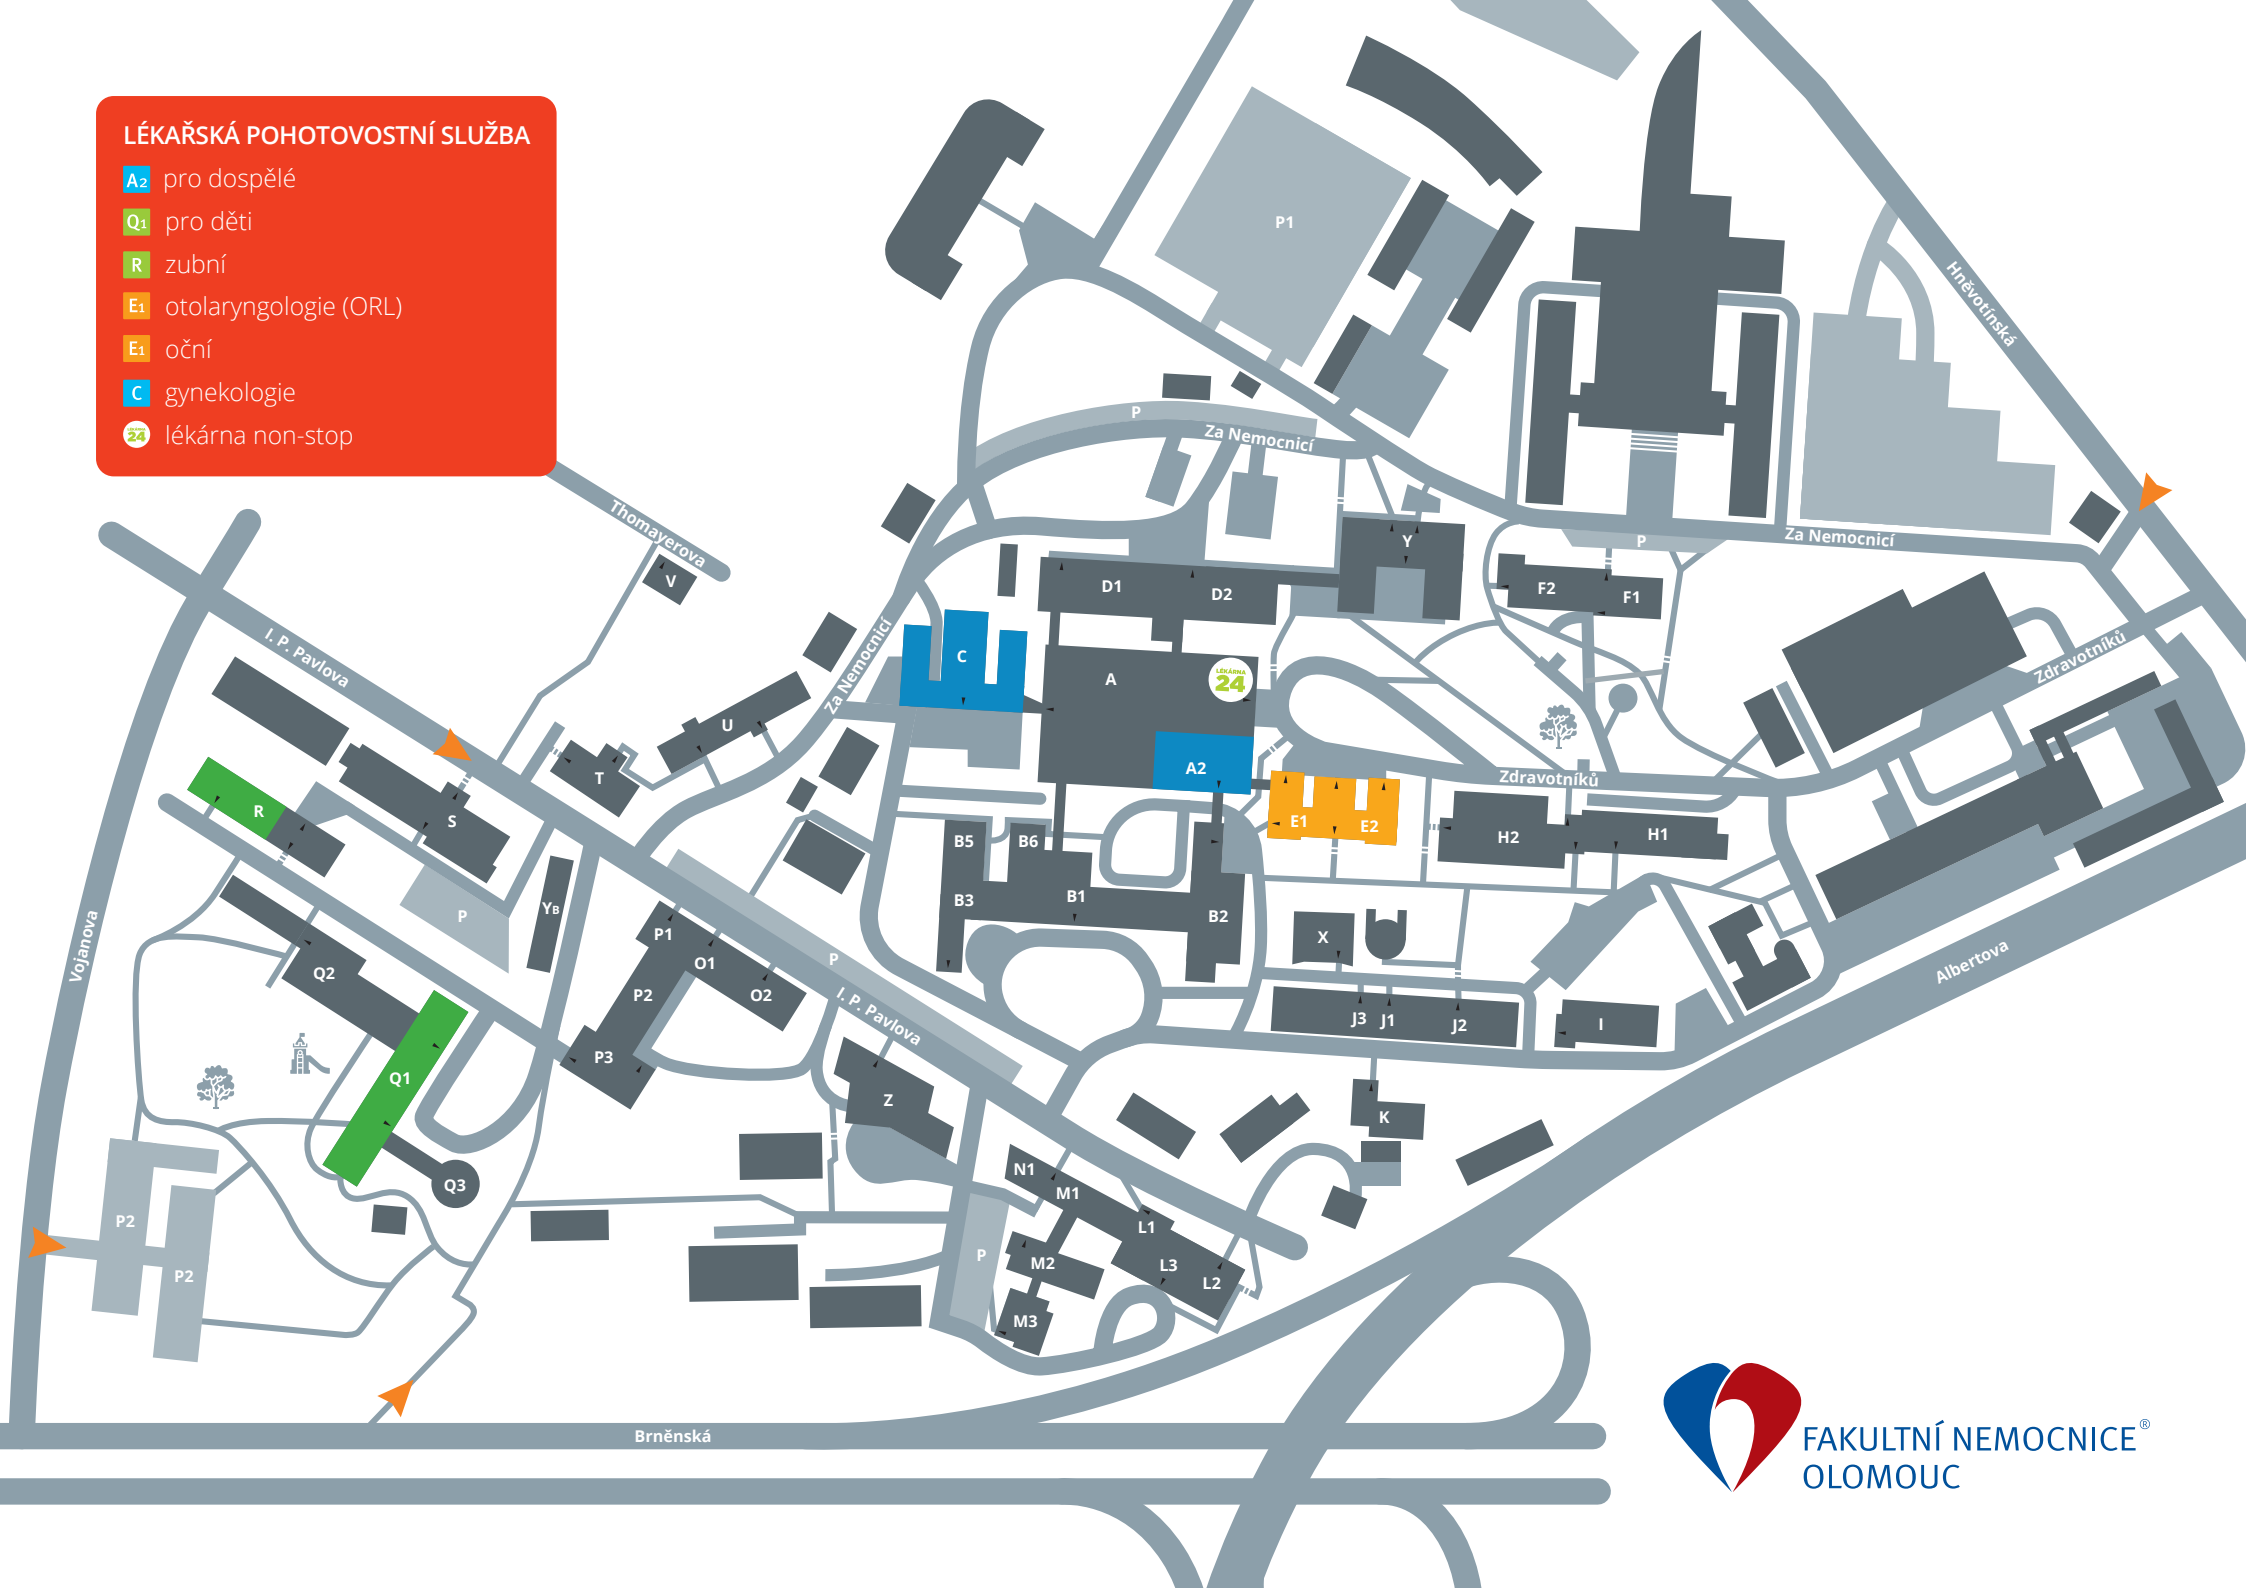 LÉKAŘSKÁ POHOTOVOSTNÍ SLUŽBA
A2 pro dospělé
Q1 pro děti
R zubní
E1 otolaryngologie (ORL)
E1 oční
C gynekologie
LÉKÁRNA 24 lékárna non-stop
P1
Hněvotínská
P
Za Nemocnicí
Thomayerova
V
Y
P
Za Nemocnicí
D1
D2
F2
F1
I. P. Pavlova
Za Nemocnicí
C
A
LÉKÁRNA
24
Zdravotníků
U
T
A2
Zdravotníků
R
S
E1
E2
H2
H1
B5
B6
B3
B1
B2
YB
P
Vojanova
P1
O1
P2
O2
P3
P
I. P. Pavlova
X
Albertova
Q2
J3
J1
J2
I
Q1
Z
K
Q3
N1
M1
L1
P2
P2
P
M2
L3
L2
M3
Brněnská
FAKULTNÍ NEMOCNICE®
OLOMOUC